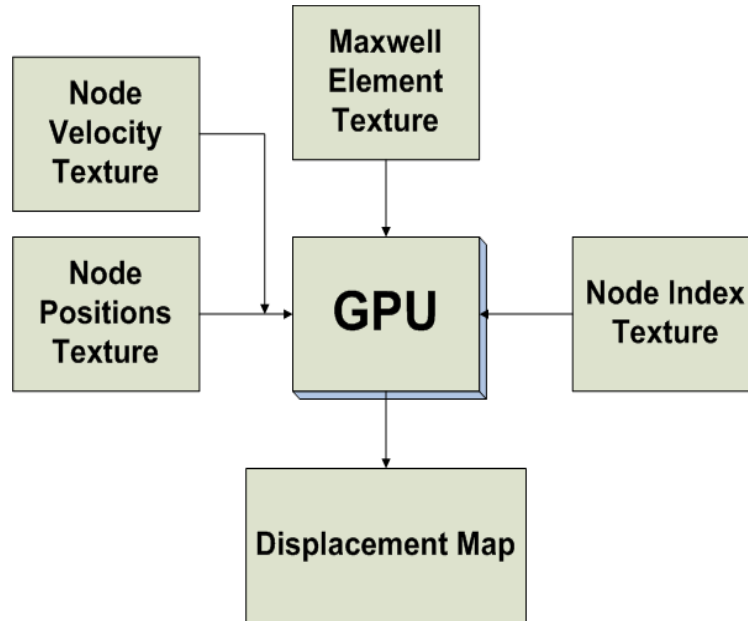 Maxwell
Element
Texture
Node
Velocity
Texture
Node
Positions
Texture
GPU
Node Index
Texture
Displacement Map